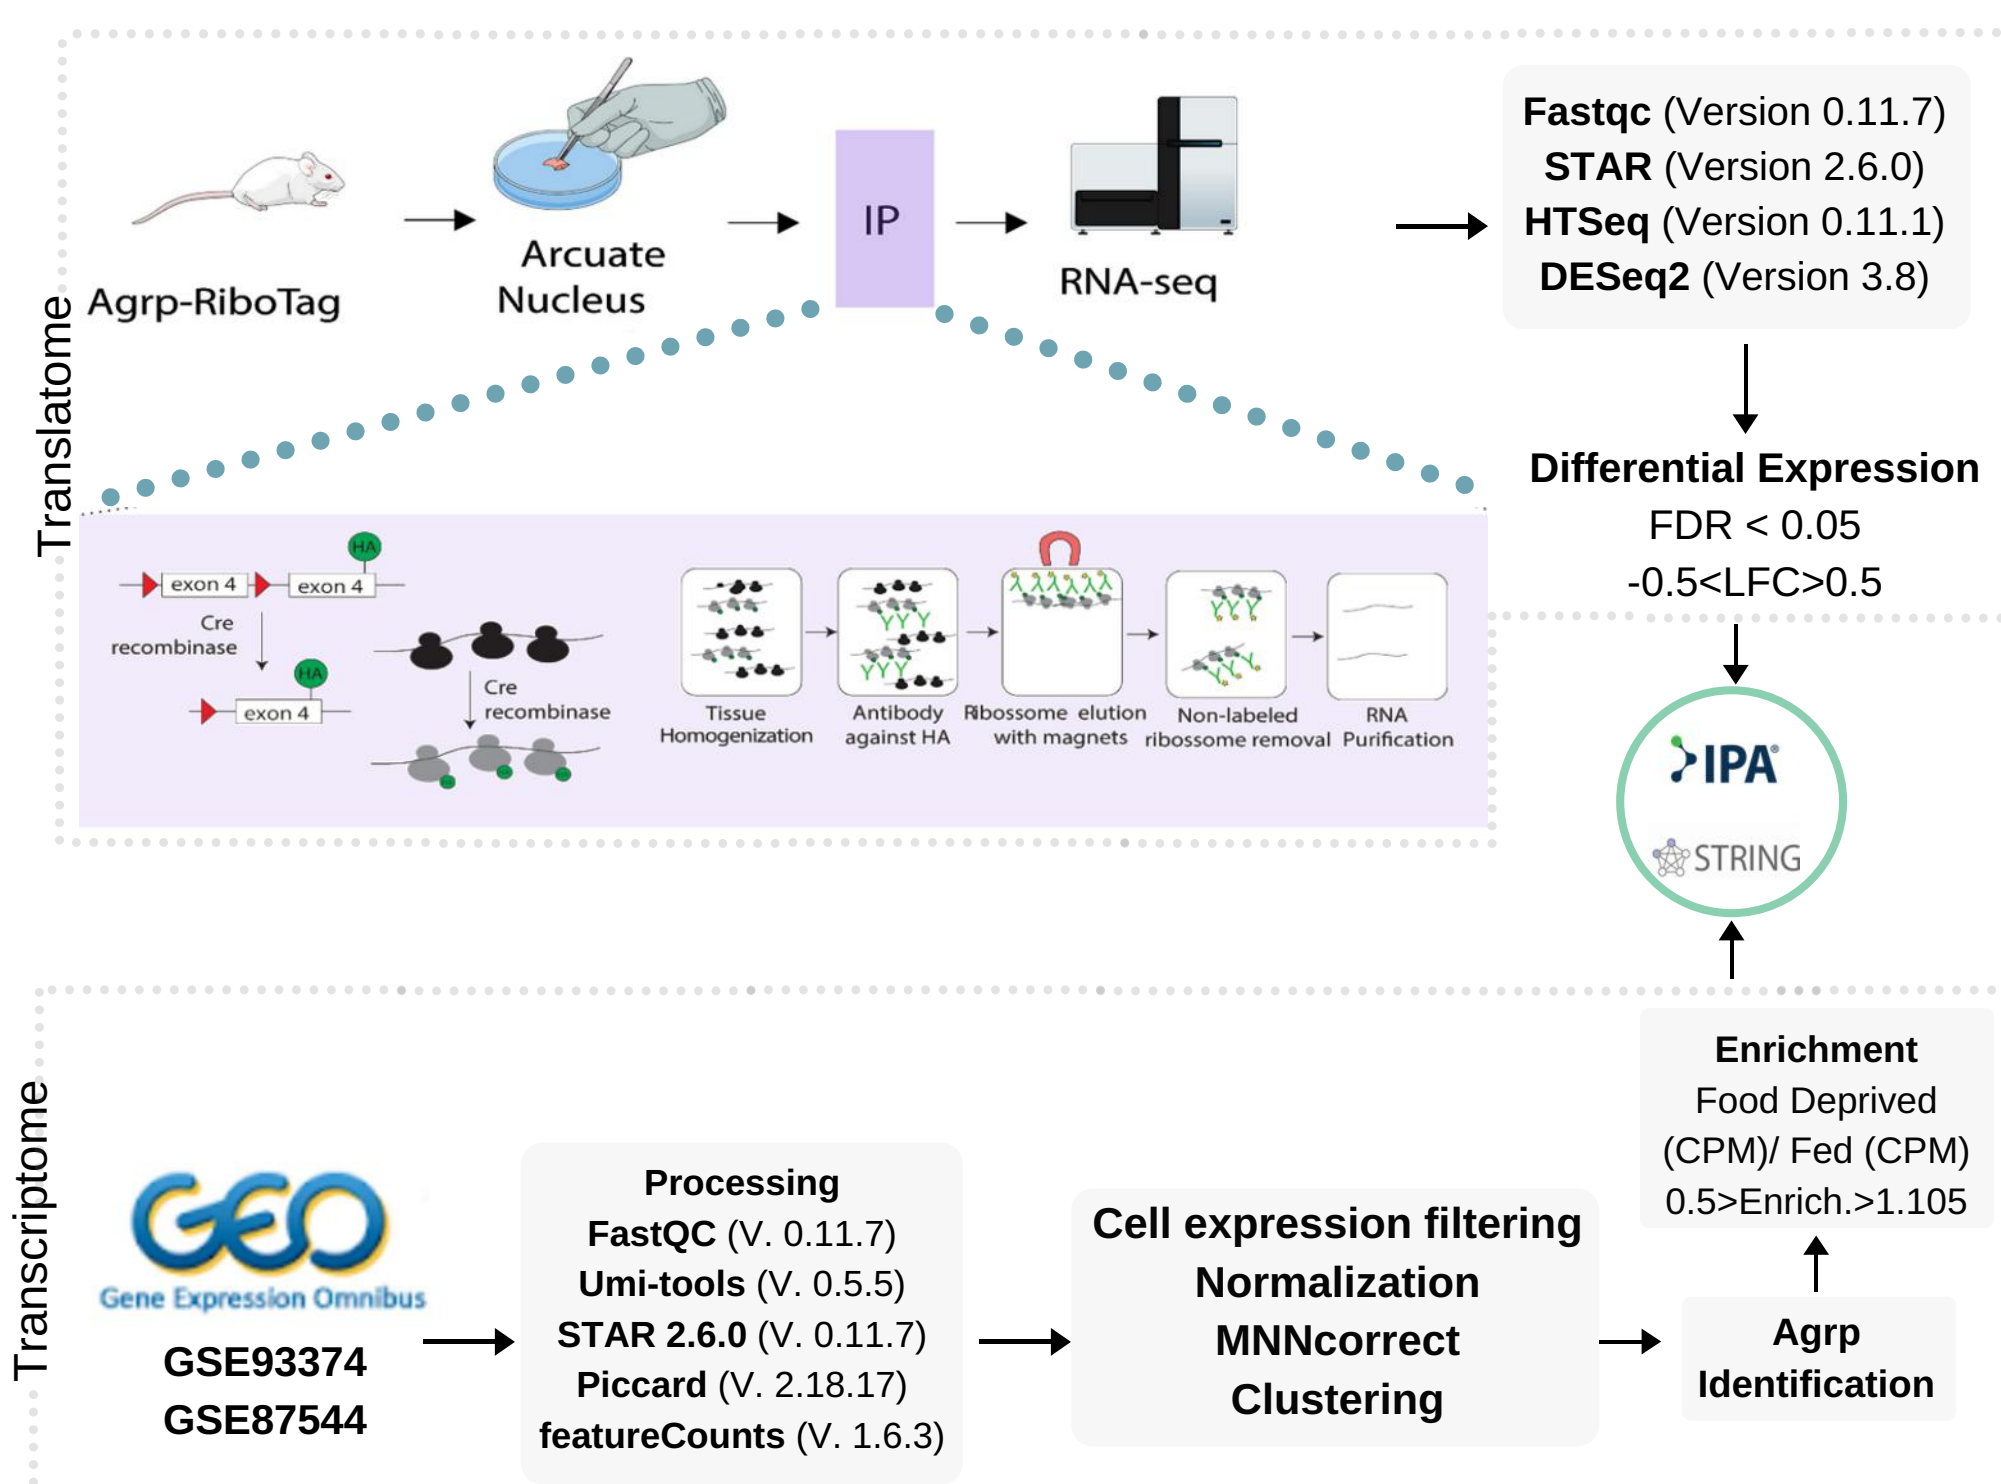 Translatome
Agrp-RiboTag
Arcuate
Nucleus
IP
RNA-seq
Fastqc (Version 0.11.7)
STAR (Version 2.6.0)
HTSeq (Version 0.11.1)
DESeq2 (Version 3.8)
Differential Expression
FDR < 0.05
-0.5<LFC>0.5
HA
exon 4
exon 4
Cre
recombinase
HA
exon 4
Cre
recombinase
Tissue
Homogenization
Antibody
against HA
Ribossome elution
with magnets
Non-labeled
ribossome removal
RNA
Purification
IPA®
STRING
Transcriptome
GEO
Gene Expression Omnibus
GSE93374
GSE87544
Processing
FastQC (V. 0.11.7)
Umi-tools (V. 0.5.5)
STAR 2.6.0 (V. 0.11.7)
Piccard (V. 2.18.17)
featureCounts (V. 1.6.3)
Cell expression filtering
Normalization
MNNcorrect
Clustering
Agrp
Identification
Enrichment
Food Deprived
(CPM)/ Fed (CPM)
0.5>Enrich.>1.105